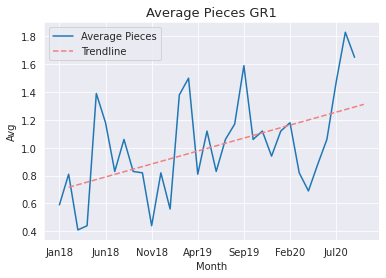 Average Pieces GR1
Average Pieces
Trendline
Avg
1.8
1.6
1.4
1.2
1.0
0.8
0.6
0.4
Jan18 Jun18 Nov18 Apr19 Sep19 Feb20 Jul20
Month